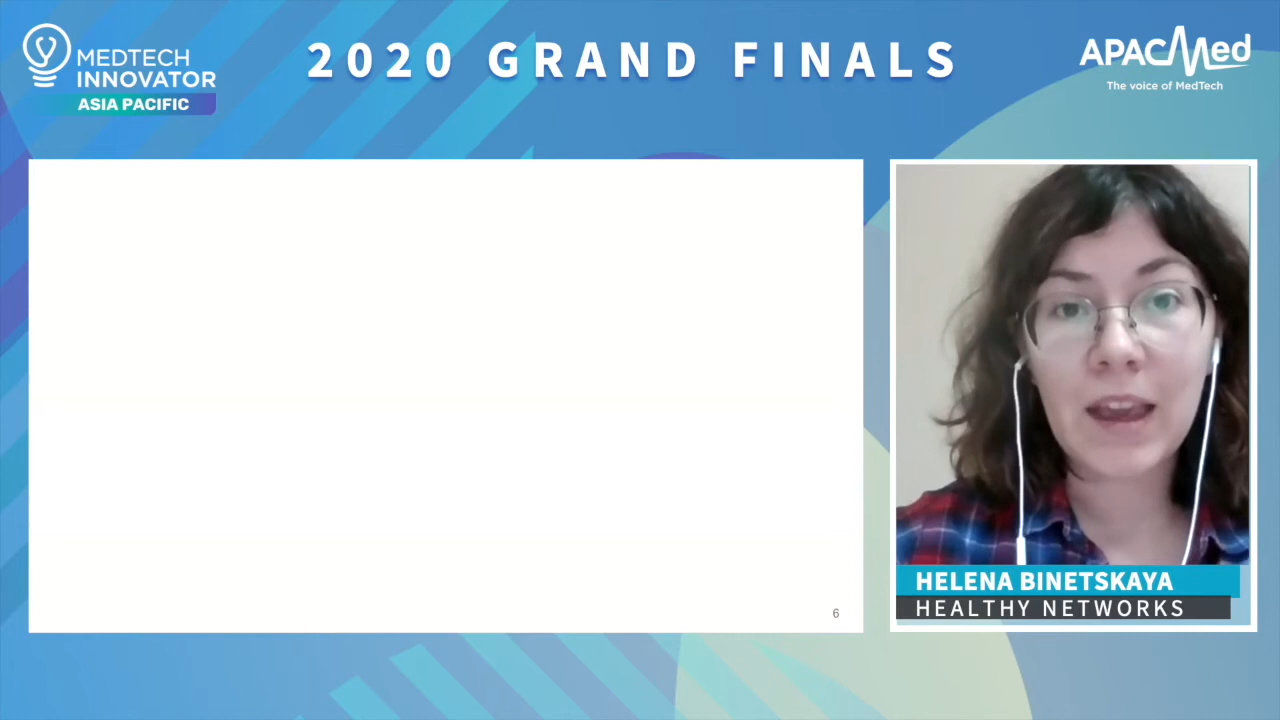 MEDTECH
INNOVATOR
ASIA PACIFIC
2020 GRAND FINALS
APACMed
The voice of MedTech
6
HELENA BINETSKAYA
HEALTHY NETWORKS